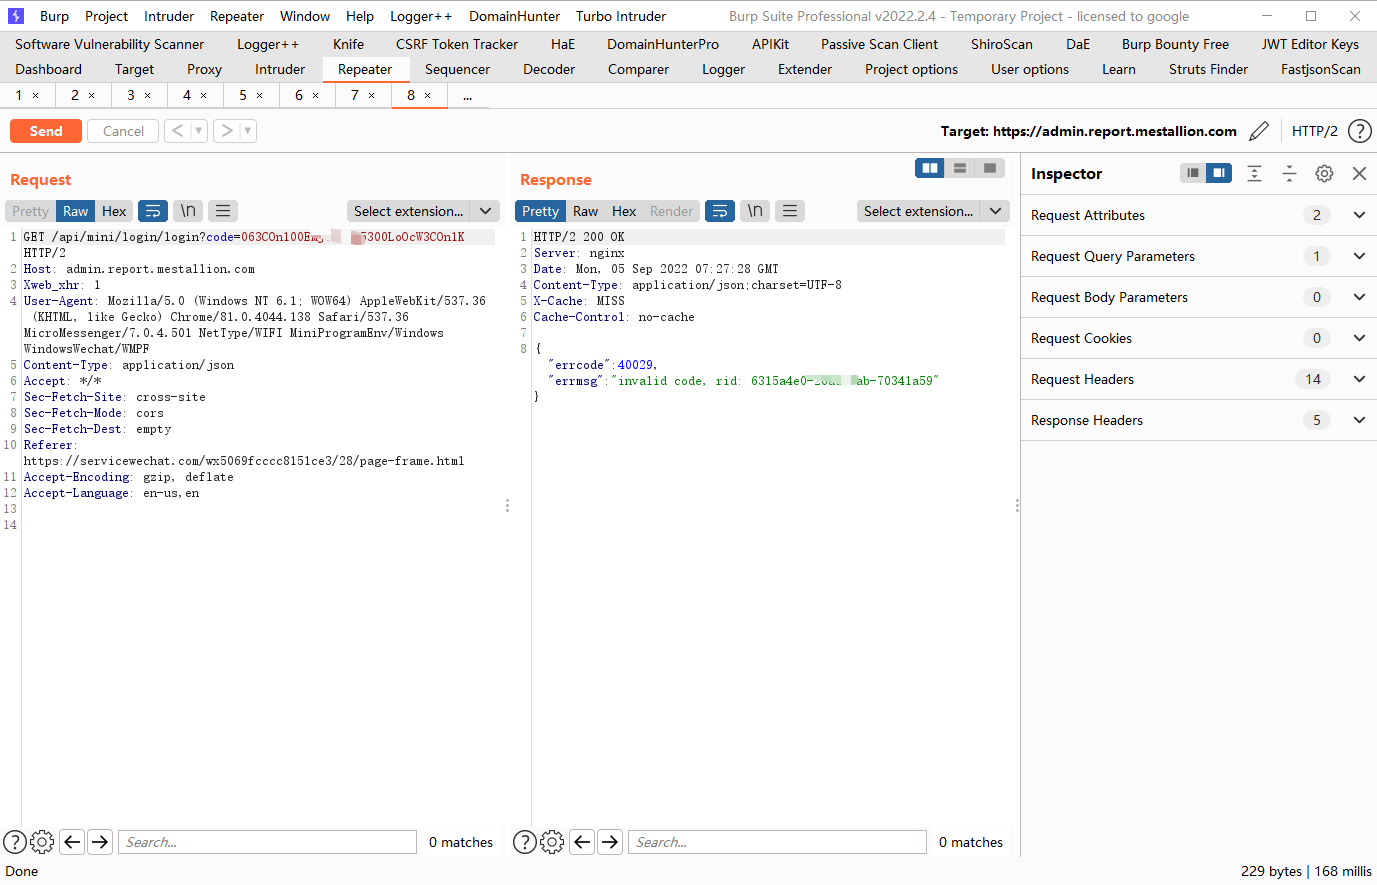 Burp Project Intruder Repeater Window Help Logger++ DomainHunter Turbo Intruder Burp Suite Professional v2022.2.4 - Temporary Project - licensed to google
Software Vulnerability Scanner Logger++ Knife CSRF Token Tracker HaE DomainHunterPro APIKit Passive Scan Client ShiroScan DaE Burp Bounty Free JWT Editor Keys
Dashboard Target Proxy Intruder Repeater Sequencer Decoder Comparer Logger Extender Project options User options Learn Struts Finder FastjsonScan
1 × 2 × 3 × 4 × 5 × 6 × 7 × 8 × ...
Send Cancel < > Target: https://admin.report.mestallion.com HTTP/2 ?
Request
Pretty Raw Hex \n Select extension...
1 GET /api/mini/login/login?code=
HTTP/2
2 Host: admin.report.mestallion.com
3 Xweb_xhr: 1
4 User-Agent: Mozilla/5.0 (Windows NT 6.1; WOW64) AppleWebKit/537.36
(KHTML, like Gecko) Chrome/81.0.4044.138 Safari/537.36
MicroMessenger/7.0.4.501 NetType/WIFI MiniProgramEnv/Windows
WindowsWechat/WMPF
5 Content-Type: application/json
6 Accept: */*
7 Sec-Fetch-Site: cross-site
8 Sec-Fetch-Mode: cors
9 Sec-Fetch-Dest: empty
10 Referer:
https://servicewechat.com/wx5069fcccc8151ce3/28/page-frame.html
11 Accept-Encoding: gzip, deflate
12 Accept-Language: en-us,en
13
14
? Search... 0 matches
Response
Pretty Raw Hex Render \n Select extension...
1 HTTP/2 200 OK
2 Server: nginx
3 Date: Mon, 05 Sep 2022 07:27:28 GMT
4 Content-Type: application/json;charset=UTF-8
5 X-Cache: MISS
6 Cache-Control: no-cache
7
8 {
"errcode":40029,
"errmsg":"invalid code, rid:
}
? Search... 0 matches
Inspector
Request Attributes 2
Request Query Parameters 1
Request Body Parameters 0
Request Cookies 0
Request Headers 14
Response Headers 5
Done 229 bytes | 168 millis